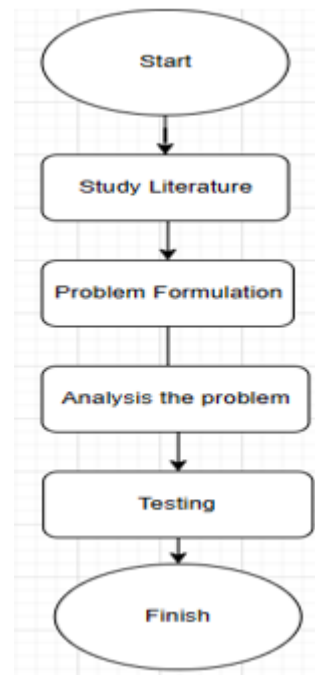 Start
Study Literature
Problem Formulation
Analysis the problem
Testing
Finish